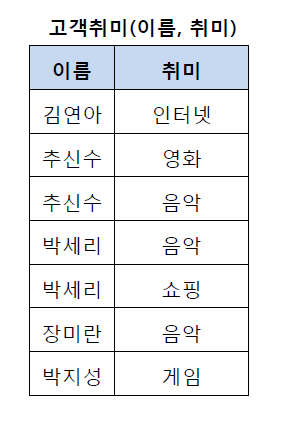 고객취미(이름, 취미)
이름 취미
김연아 인터넷
추신수 영화
추신수 음악
박세리 음악
박세리 쇼핑
장미란 음악
박지성 게임